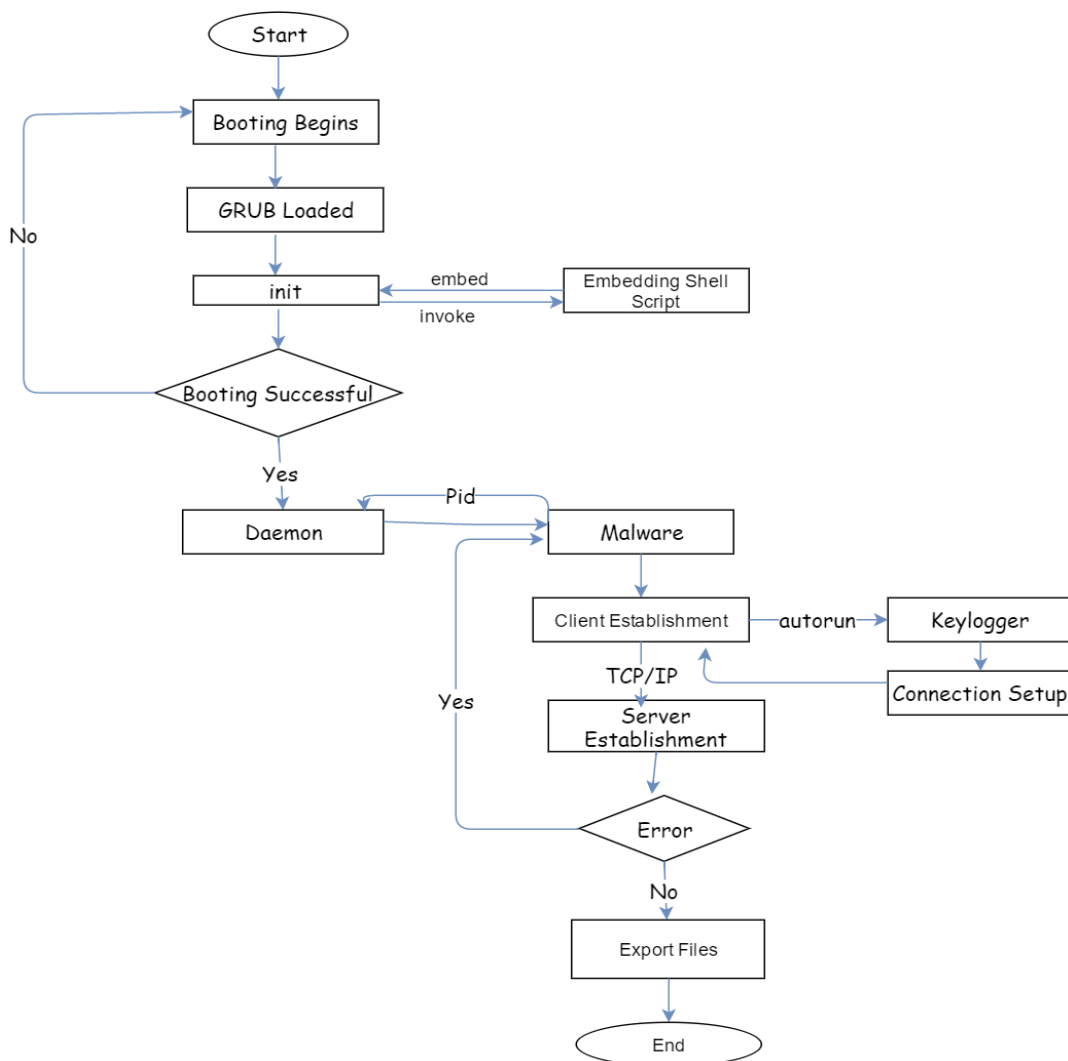 Start
Booting Begins
GRUB Loaded
No
init
embed
invoke
Embedding Shell
Script
Booting Successful
Yes
Pid
Daemon
Malware
Client Establishment
autorun
Keylogger
TCP/IP
Connection Setup
Yes
Server
Establishment
Error
No
Export Files
End